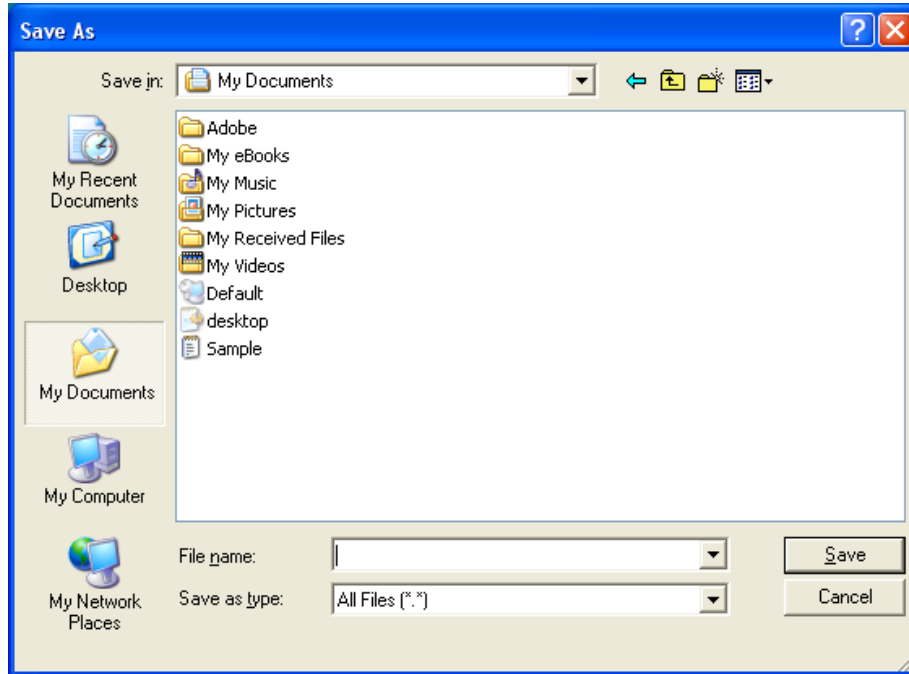 Save As
Save in:
My Documents
My Recent
Documents
Desktop
My Documents
My Computer
My Network
Places
Adobe
My eBooks
My Music
My Pictures
My Received Files
My Videos
Default
desktop
Sample
File name:
Save
Save as type:
All Files (*.*)
Cancel